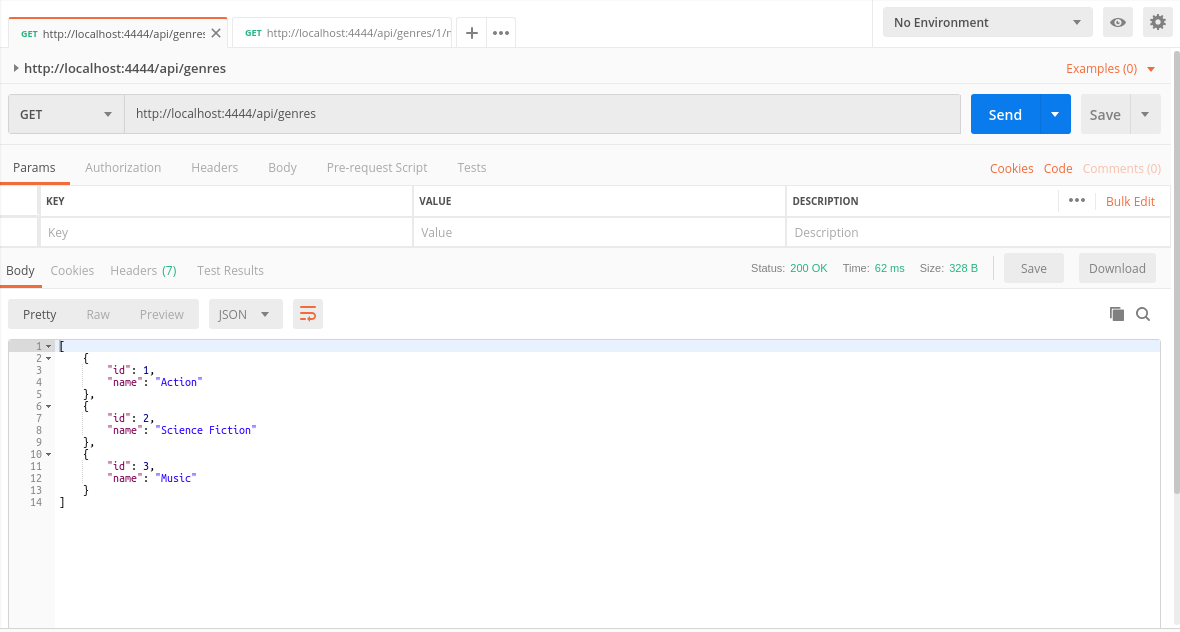 GET http://localhost:4444/api/genres
GET http://localhost:4444/api/genres/1/r
No Environment
http://localhost:4444/api/genres
Examples (0)
GET http://localhost:4444/api/genres Send Save
Params Authorization Headers Body Pre-request Script Tests Cookies Code Comments (0)
KEY VALUE DESCRIPTION Bulk Edit
Key Value Description
Body Cookies Headers (7) Test Results Status: 200 OK Time: 62 ms Size: 328 B Save Download
Pretty Raw Preview JSON
1 [
2 {
3 "id": 1,
4 "name": "Action"
5 },
6 {
7 "id": 2,
8 "name": "Science Fiction"
9 },
10 {
11 "id": 3,
12 "name": "Music"
13 }
14 ]